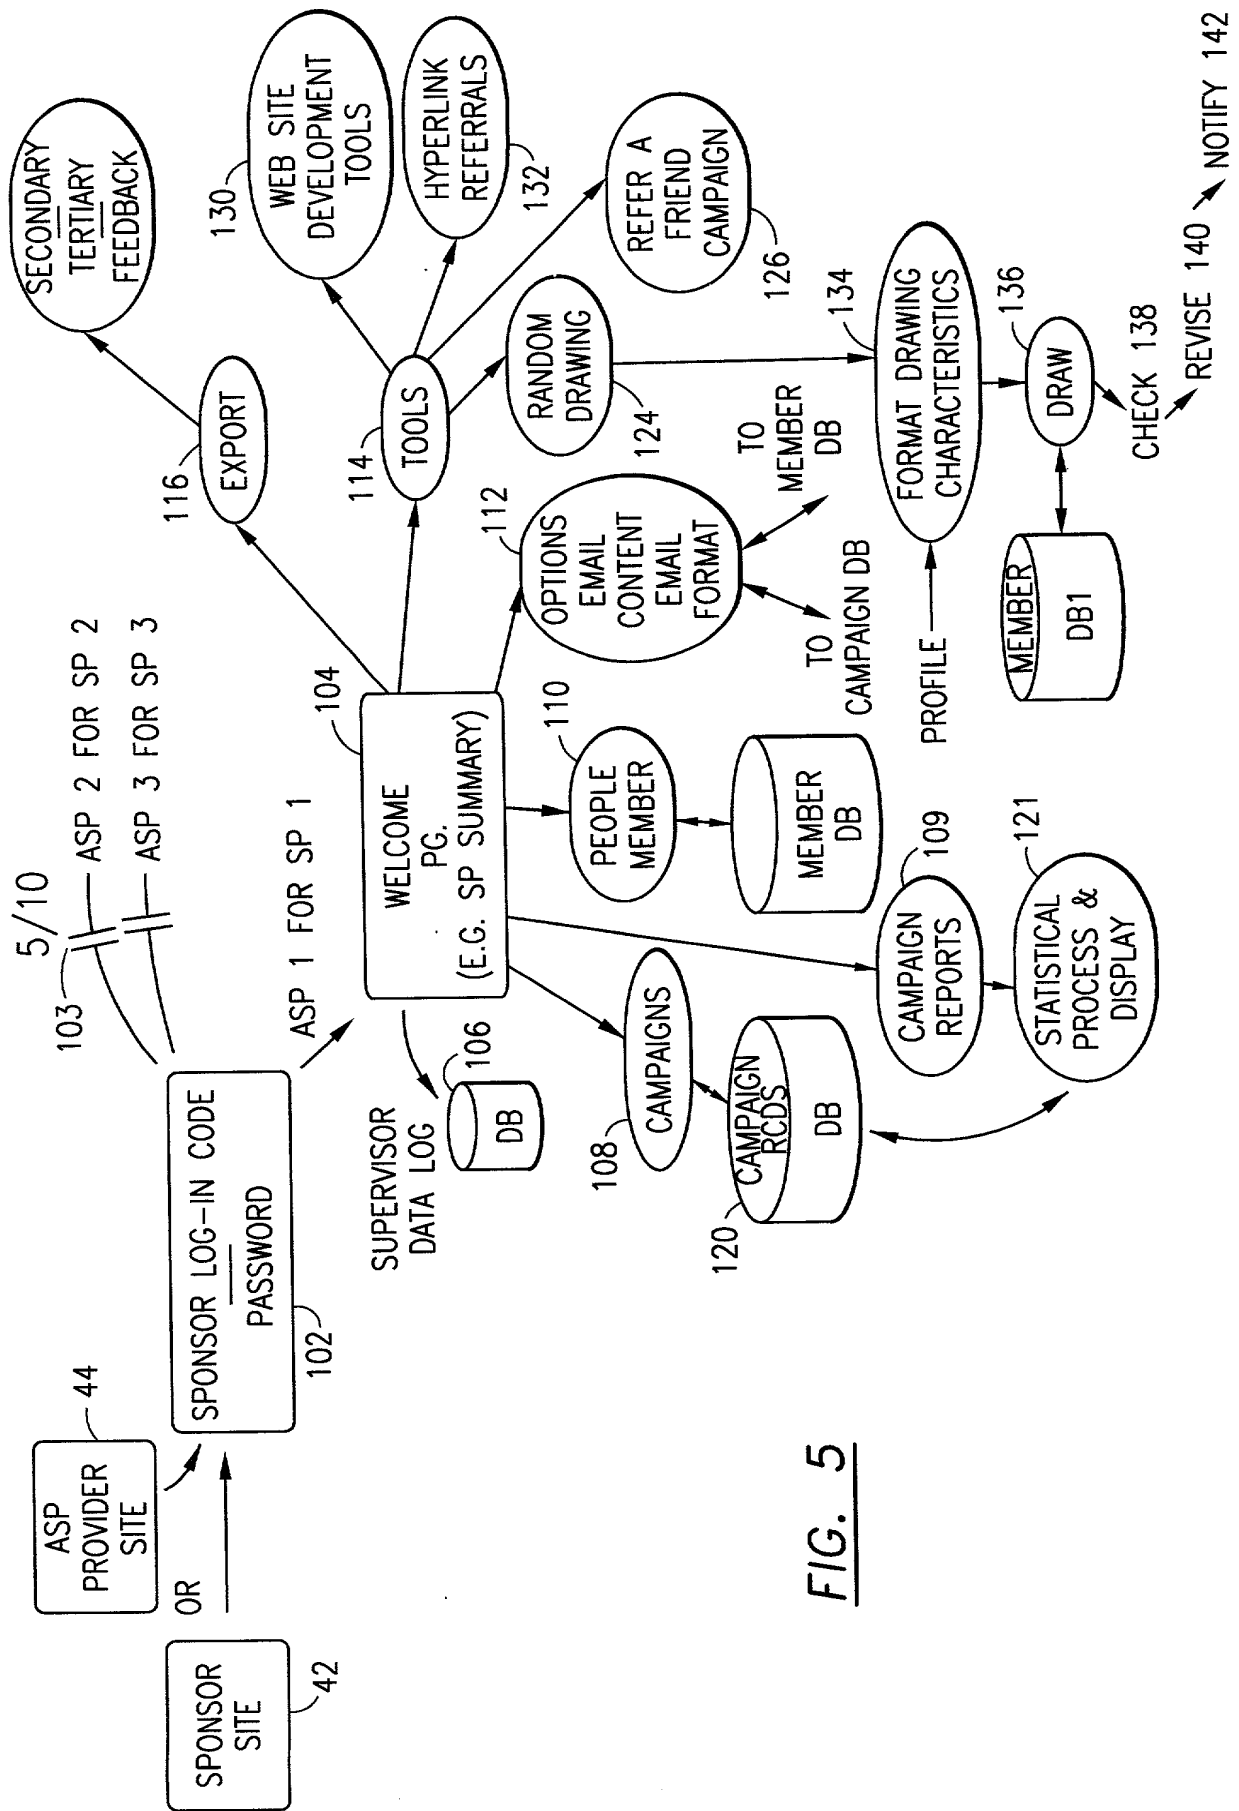 5/10
SPONSOR
SITE
42
OR
ASP
PROVIDER
SITE
44
SPONSOR LOG-IN CODE
PASSWORD
102
103
ASP 2 FOR SP 2
ASP 3 FOR SP 3
ASP 1 FOR SP 1
WELCOME
PG.
(E.G. SP SUMMARY)
104
SUPERVISOR
DATA LOG
106
DB
EXPORT
116
SECONDARY
TERTIARY
FEEDBACK
TOOLS
114
WEB SITE
DEVELOPMENT
TOOLS
130
HYPERLINK
REFERRALS
132
REFER A
FRIEND
CAMPAIGN
126
RANDOM
DRAWING
124
OPTIONS
EMAIL
CONTENT
EMAIL
FORMAT
112
TO
MEMBER
DB
TO
CAMPAIGN DB
PEOPLE
MEMBER
110
MEMBER
DB
CAMPAIGNS
108
CAMPAIGN
RCDS
DB
120
CAMPAIGN
REPORTS
109
STATISTICAL
PROCESS &
DISPLAY
121
PROFILE
FORMAT DRAWING
CHARACTERISTICS
134
DRAW
136
MEMBER
DB1
CHECK 138
REVISE 140
NOTIFY 142
FIG. 5